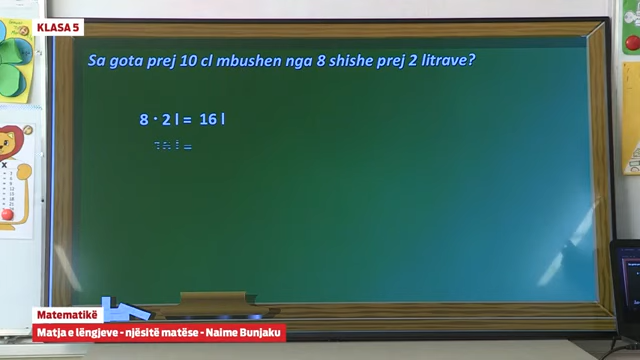 KLASA 5
Sa gota prej 10 cl mbushen nga 8 shishe prej 2 litrave?
8 · 2 l = 16 l
16 l =
Matematikë
Matja e lëngjeve - njësitë matëse - Naime Bunjaku